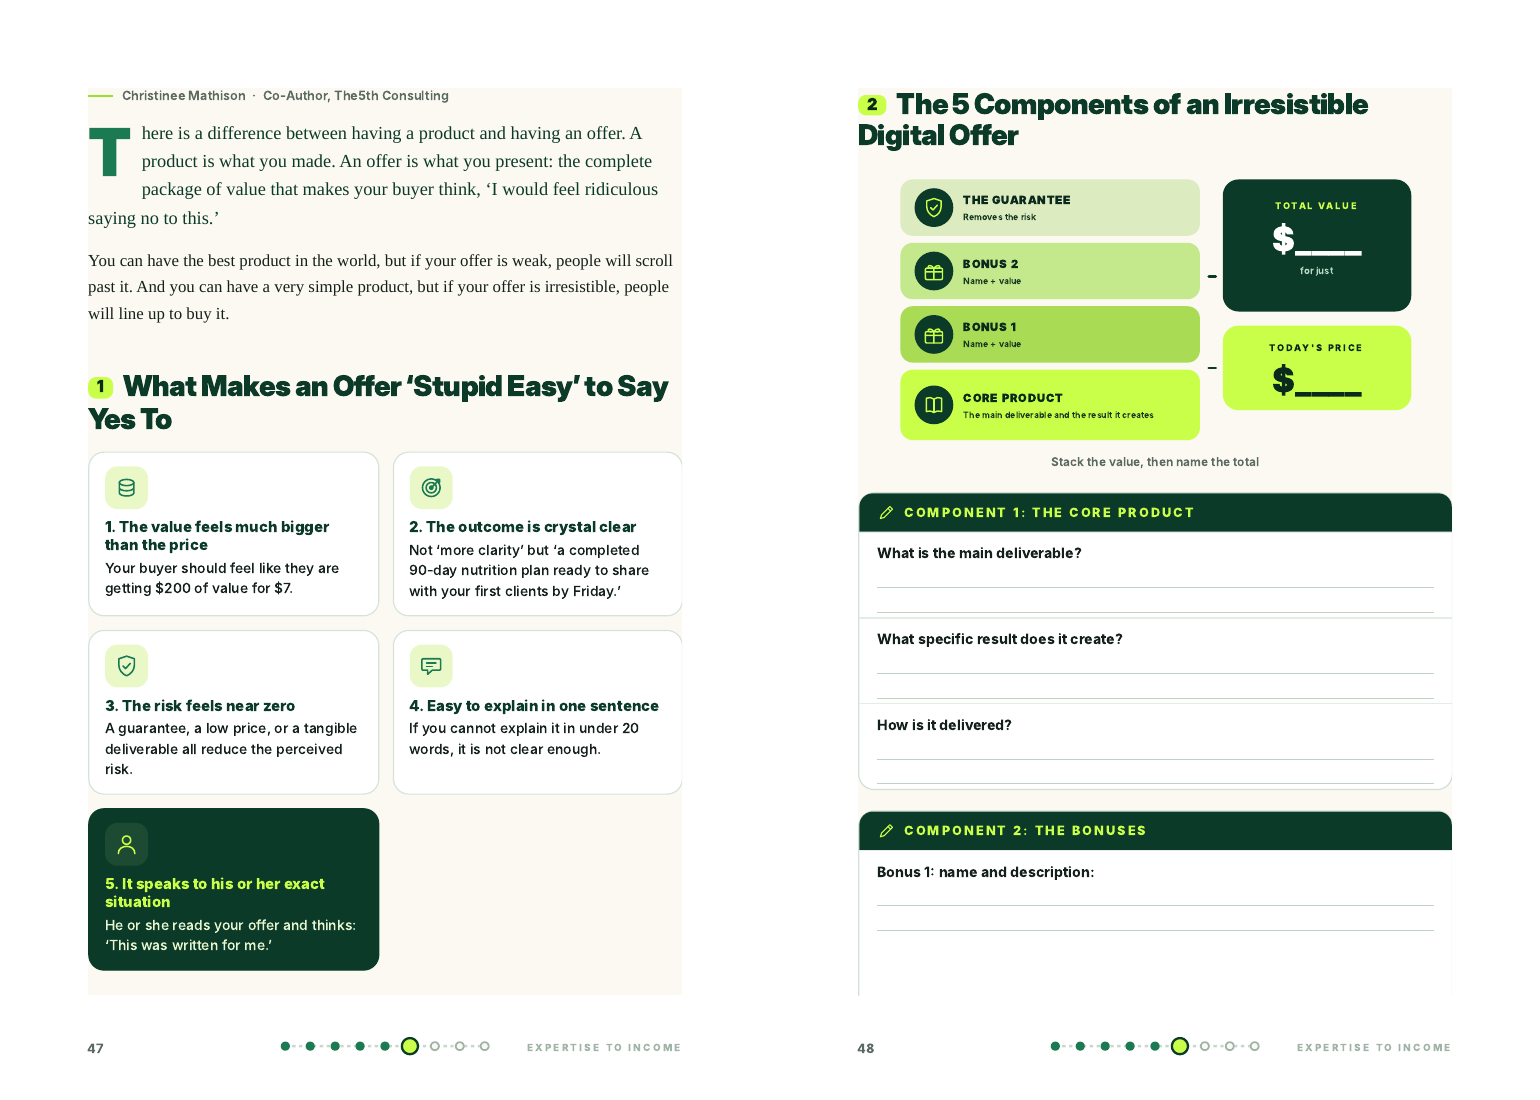 Christinee Mathison · Co-Author, The5th Consulting
There is a difference between having a product and having an offer. A
product is what you made. An offer is what you present: the complete
package of value that makes your buyer think, ‘I would feel ridiculous
saying no to this.’
You can have the best product in the world, but if your offer is weak, people will scroll
past it. And you can have a very simple product, but if your offer is irresistible, people
will line up to buy it.
1 What Makes an Offer ‘Stupid Easy’ to Say
Yes To
1. The value feels much bigger
than the price
Your buyer should feel like they are
getting $200 of value for $7.
2. The outcome is crystal clear
Not ‘more clarity’ but ‘a completed
90-day nutrition plan ready to share
with your first clients by Friday.’
3. The risk feels near zero
A guarantee, a low price, or a tangible
deliverable all reduce the perceived
risk.
4. Easy to explain in one sentence
If you cannot explain it in under 20
words, it is not clear enough.
5. It speaks to his or her exact
situation
He or she reads your offer and thinks:
‘This was written for me.’
47
EXPERTISE TO INCOME
2 The 5 Components of an Irresistible
Digital Offer
THE GUARANTEE
Removes the risk
BONUS 2
Name + value
BONUS 1
Name + value
CORE PRODUCT
The main deliverable and the result it creates
TOTAL VALUE
$____
for just
TODAY'S PRICE
$____
Stack the value, then name the total
COMPONENT 1: THE CORE PRODUCT
What is the main deliverable?
What specific result does it create?
How is it delivered?
COMPONENT 2: THE BONUSES
Bonus 1: name and description:
48
EXPERTISE TO INCOME